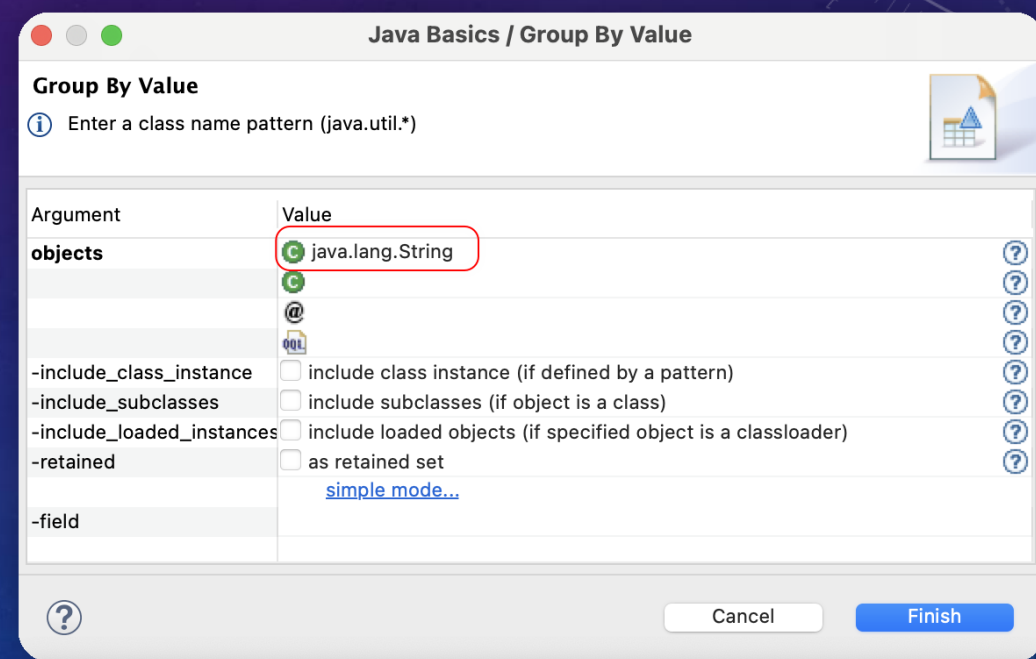 Java Basics / Group By Value
Group By Value
Enter a class name pattern (java.util.*)
Argument Value
objects java.lang.String
@
OQL
-include_class_instance include class instance (if defined by a pattern)
-include_subclasses include subclasses (if object is a class)
-include_loaded_instances include loaded objects (if specified object is a classloader)
-retained as retained set
simple mode...
-field
Cancel Finish